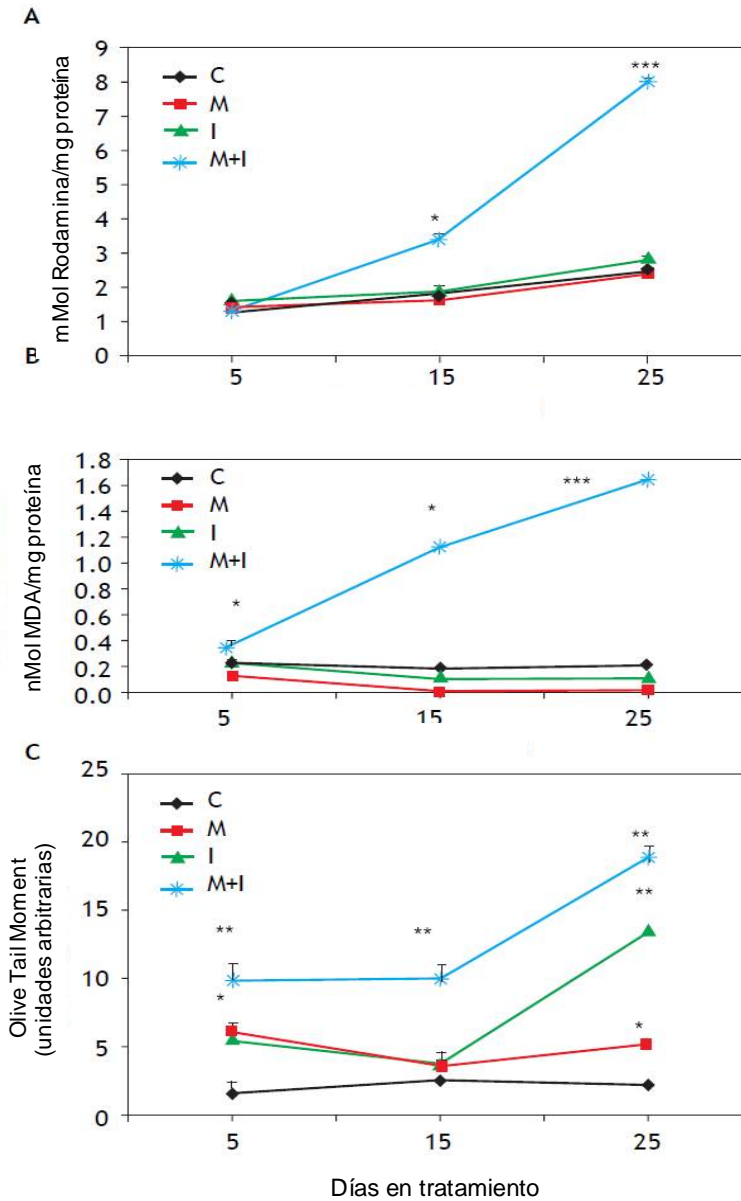 A
mMol Rodamina/mg proteína
9
8
7
6
5
4
3
2
1
0
C
M
I
M+I
*
***
5
15
25
B
nMol MDA/mg proteína
1.8
1.6
1.4
1.2
1.0
0.8
0.6
0.4
0.2
0.0
C
M
I
M+I
*
*
***
5
15
25
C
Olive Tail Moment
(unidades arbitrarias)
25
20
15
10
5
0
C
M
I
M+I
**
*
**
**
**
*
5
15
25
Días en tratamiento